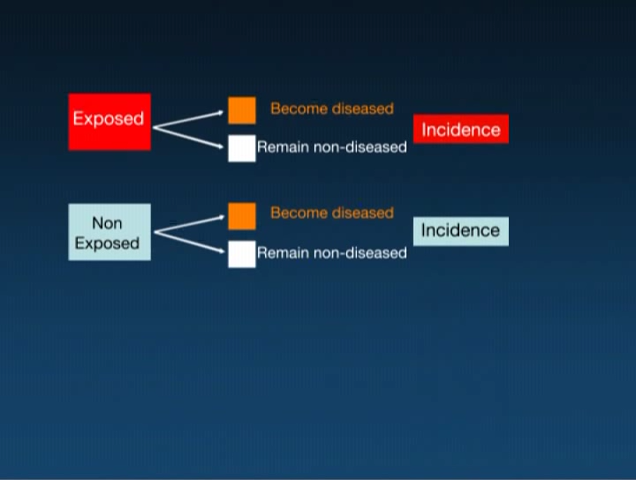 Exposed
Become diseased
Remain non-diseased
Incidence
Non
Exposed
Become diseased
Remain non-diseased
Incidence